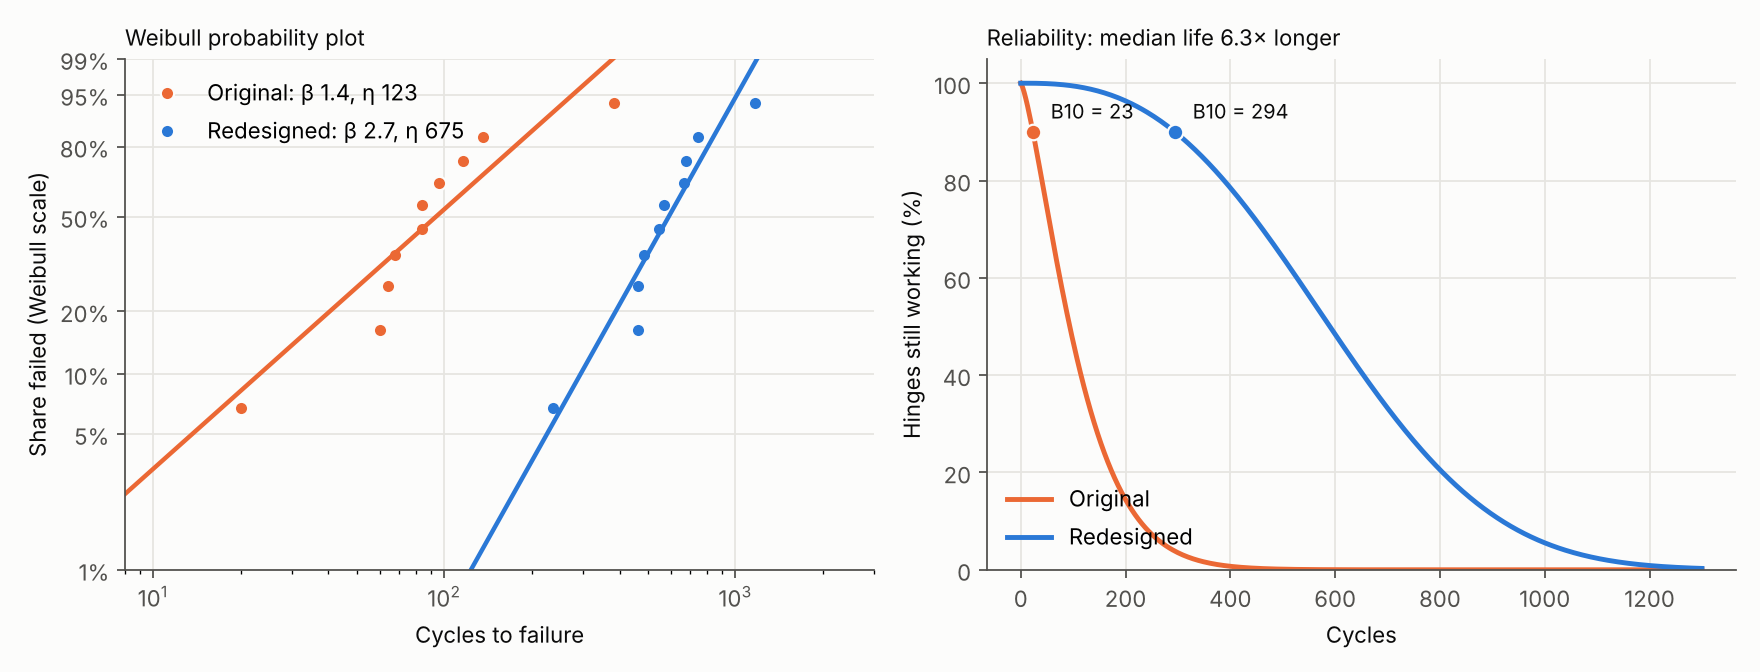 Weibull probability plot
99%
95%
80%
50%
20%
10%
5%
1%
Share failed (Weibull scale)
Original: β 1.4, η 123
Redesigned: β 2.7, η 675
10¹
10²
10³
Cycles to failure
Reliability: median life 6.3× longer
100
80
60
40
20
0
Hinges still working (%)
B10 = 23
B10 = 294
Original
Redesigned
0
200
400
600
800
1000
1200
Cycles